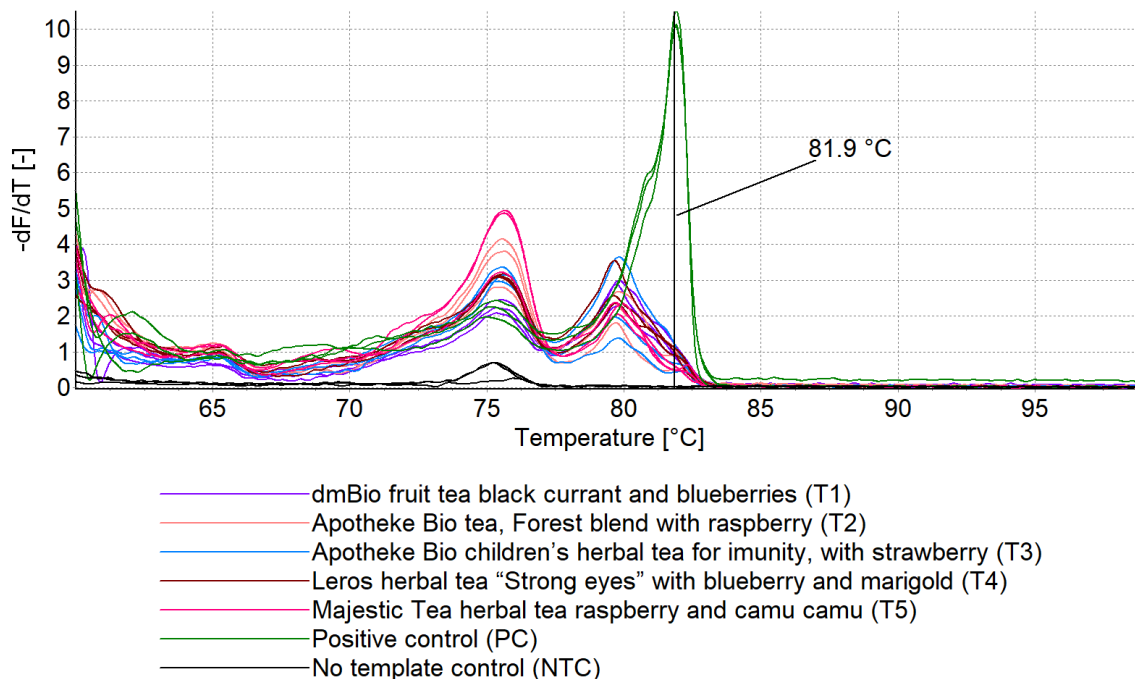 10
9
8
7
6
5
4
3
2
1
0
-dF/dT [-]
81.9 °C
65 70 75 80 85 90 95
Temperature [°C]
dmBio fruit tea black currant and blueberries (T1)
Apotheke Bio tea, Forest blend with raspberry (T2)
Apotheke Bio children’s herbal tea for imunity, with strawberry (T3)
Leros herbal tea “Strong eyes” with blueberry and marigold (T4)
Majestic Tea herbal tea raspberry and camu camu (T5)
Positive control (PC)
No template control (NTC)